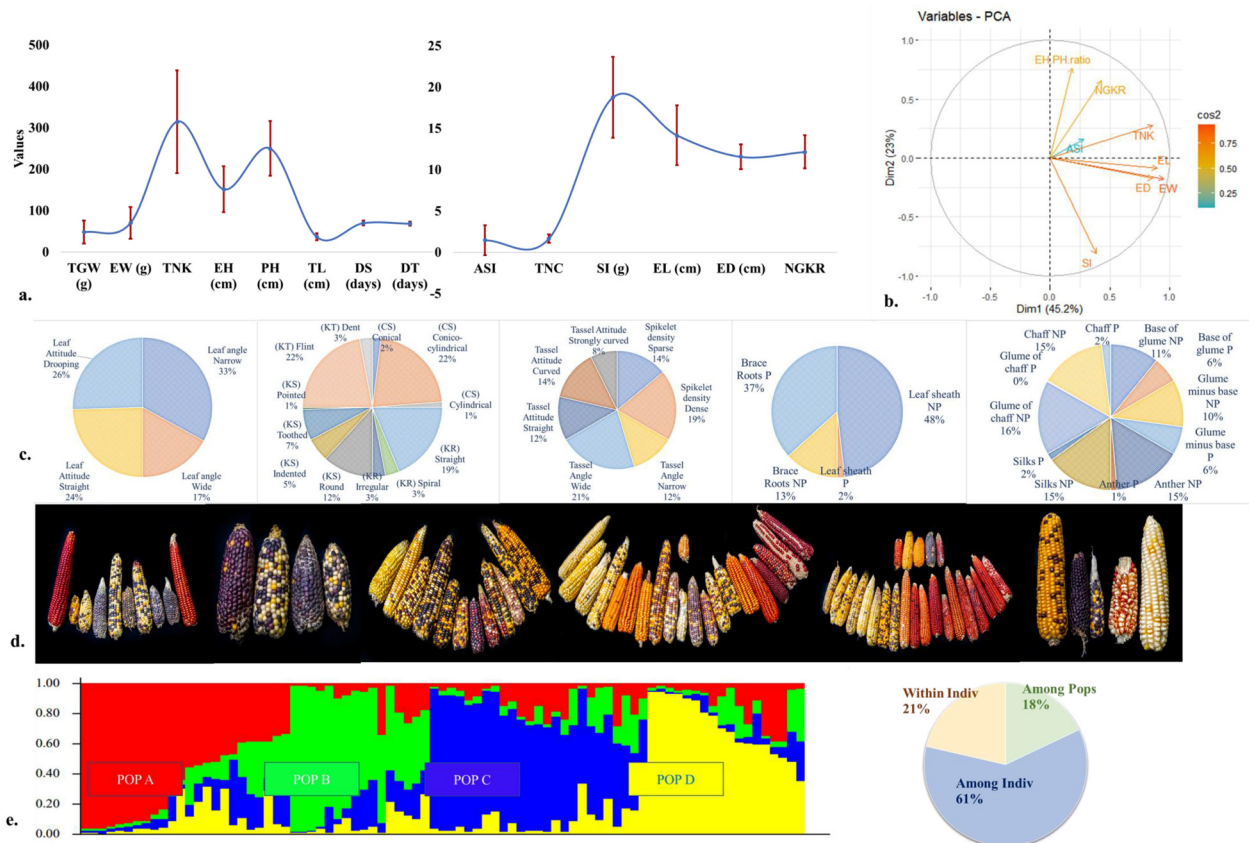 500
400
300
200
100
0
Values
TGW (g)
EW (g)
TNK
EH (cm)
PH (cm)
TL (cm)
DS (days)
DT (days)
a.
25
20
15
10
5
0
-5
ASI
TNC
SI (g)
EL (cm)
ED (cm)
NGKR
Variables - PCA
1.0
0.5
0.0
-0.5
-1.0
Dim2 (23%)
EH.PH.ratio
NGKR
TNK
ASI
EL
ED
EW
SI
-1.0
-0.5
0.0
0.5
1.0
Dim1 (45.2%)
cos2
0.75
0.50
0.25
b.
c.
Leaf
Attitude
Drooping
26%
Leaf angle
Narrow
33%
Leaf
Attitude
Straight
24%
Leaf angle
Wide
17%
(KT) Dent
3%
(CS)
Conical
2%
(CS)
Conico-
cylindrical
22%
(KT) Flint
22%
(CS)
Cylindrical
1%
(KS)
Pointed
1%
(KR)
Straight
19%
(KS)
Toothed
7%
(KS)
Indented
5%
(KS)
Round
12%
(KR)
Irregular
3%
(KR) Spiral
3%
Tassel Attitude
Strongly curved
8%
Spikelet
density
Sparse
14%
Tassel
Attitude
Curved
14%
Spikelet
density
Dense
19%
Tassel
Attitude
Straight
12%
Tassel
Angle
Wide
21%
Tassel
Angle
Narrow
12%
Brace
Roots P
37%
Leaf sheath
NP
48%
Brace
Roots NP
13%
Leaf sheath
P
2%
Chaff NP
15%
Chaff P
2%
Base of
glume NP
11%
Base of
glume P
6%
Glume of
chaff P
0%
Glume
minus base
NP
10%
Glume of
chaff NP
16%
Glume
minus base
P
6%
Silks P
2%
Silks NP
15%
Anther P
1%
Anther NP
15%
d.
1.00
0.80
0.60
0.40
0.20
0.00
POP A
POP B
POP C
POP D
e.
Within Indiv
21%
Among Pops
18%
Among Indiv
61%